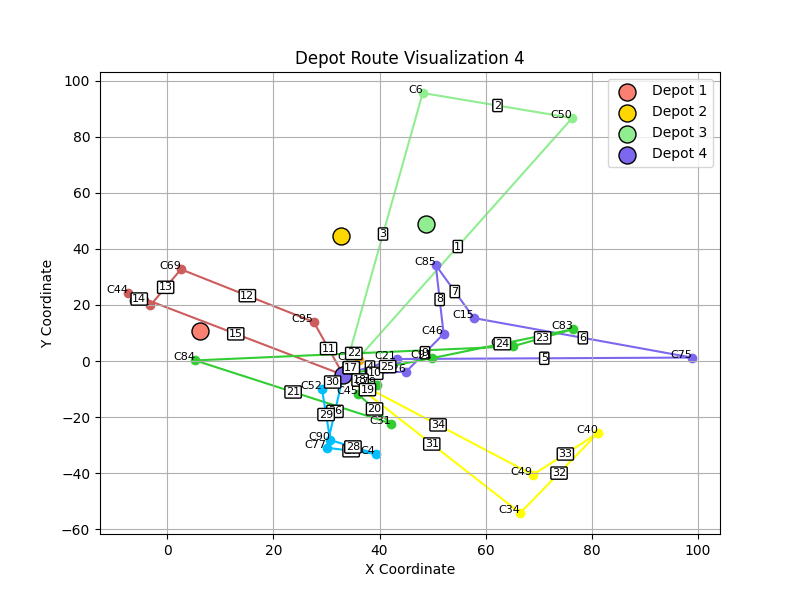 Depot Route Visualization 4
Depot 1
Depot 2
Depot 3
Depot 4
Y Coordinate
X Coordinate
100
80
60
40
20
0
−20
−40
−60
0
20
40
60
80
100
C6
2
C50
3
1
C85
C69
C44
14
13
12
8
7
C15
C95
15
C46
C83
11
23
6
24
C84
22
C21
9
5
C75
17
25
10
30
C52
19
C45
21
20
29
C31
34
C40
C90
31
C77
28
C4
33
C49
32
C34